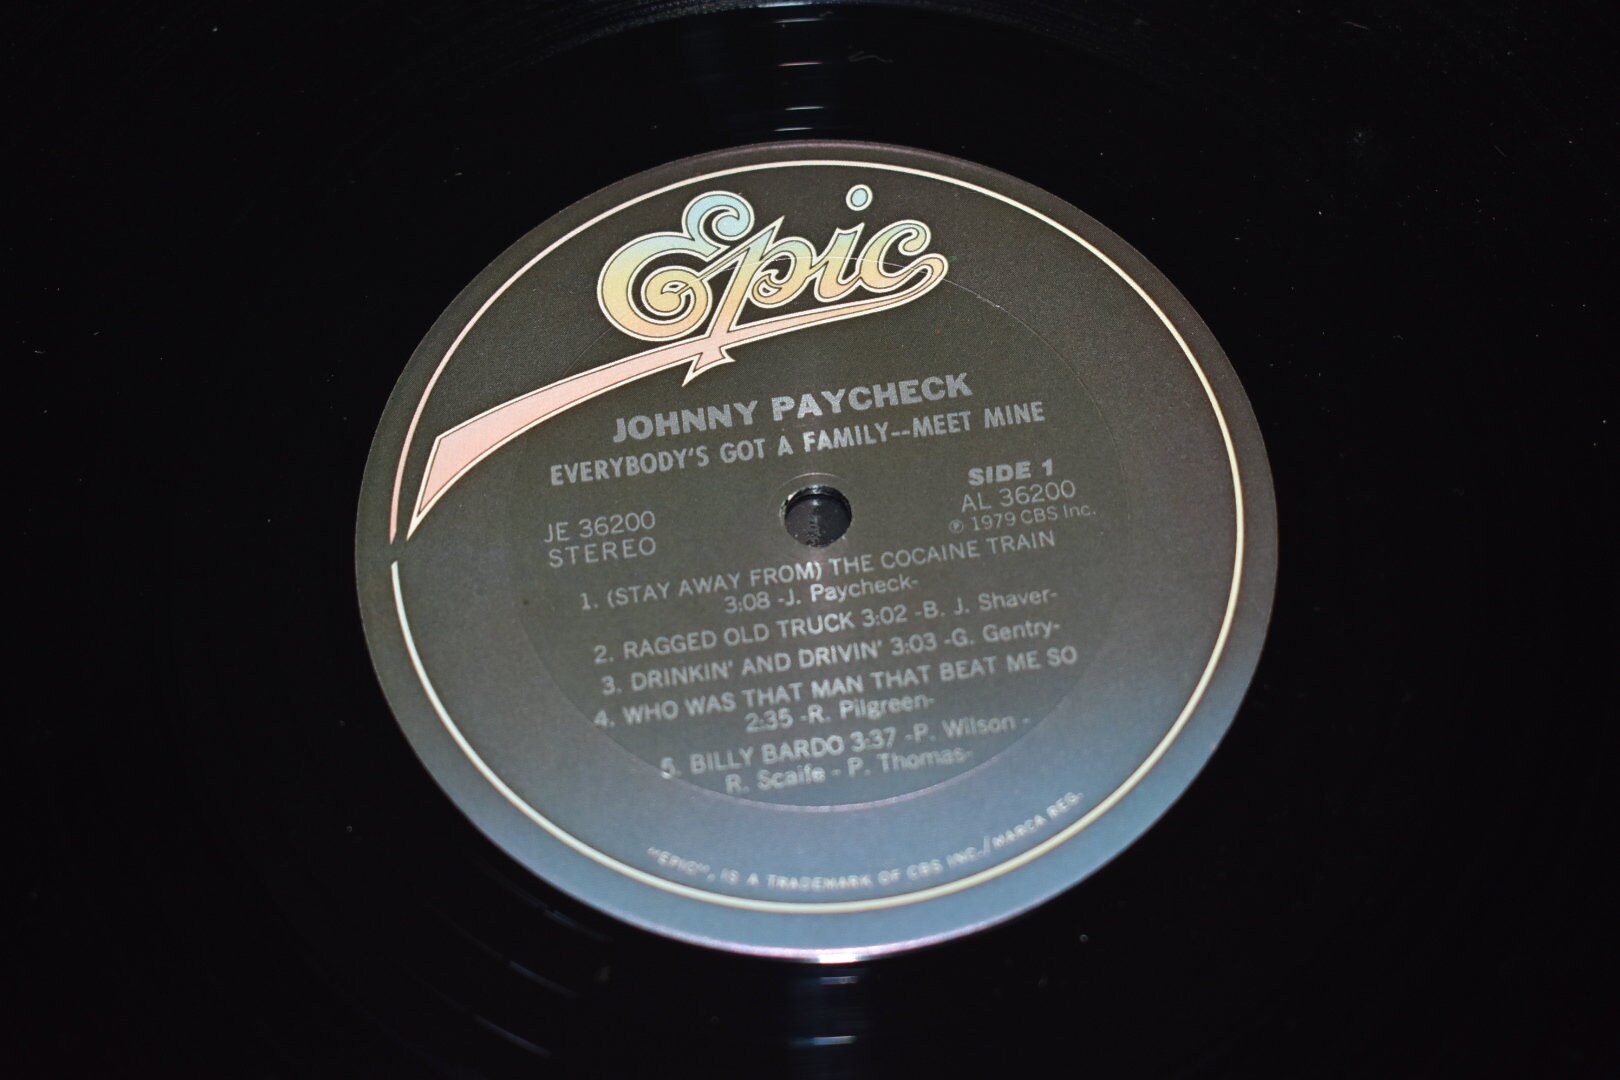 Epic
JOHNNY PAYCHECK
EVERYBODY'S GOT A FAMILY--MEET MINE
SIDE 1
JE 36200
AL 36200
STEREO
℗ 1979 CBS Inc.
1. (STAY AWAY FROM) THE COCAINE TRAIN
3:08 -J. Paycheck-
2. RAGGED OLD TRUCK 3:02 -B. J. Shaver-
3. DRINKIN' AND DRIVIN' 3:03 -G. Gentry-
4. WHO WAS THAT MAN THAT BEAT ME SO
2:35 -R. Pilgreen-
5. BILLY BARDO 3:37 -P. Wilson -
R. Scaife - P. Thomas-
"EPIC", IS A TRADEMARK OF CBS INC./MARCA REG.